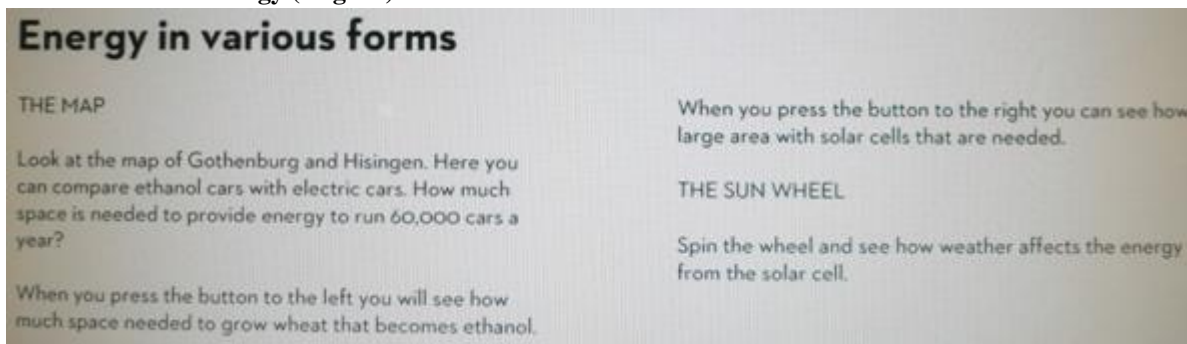 Energy in various forms
THE MAP
Look at the map of Gothenburg and Hisingen. Here you
can compare ethanol cars with electric cars. How much
space is needed to provide energy to run 60,000 cars a
year?
When you press the button to the left you will see how
much space needed to grow wheat that becomes ethanol.
When you press the button to the right you can see how
large area with solar cells that are needed.
THE SUN WHEEL
Spin the wheel and see how weather affects the energy
from the solar cell.